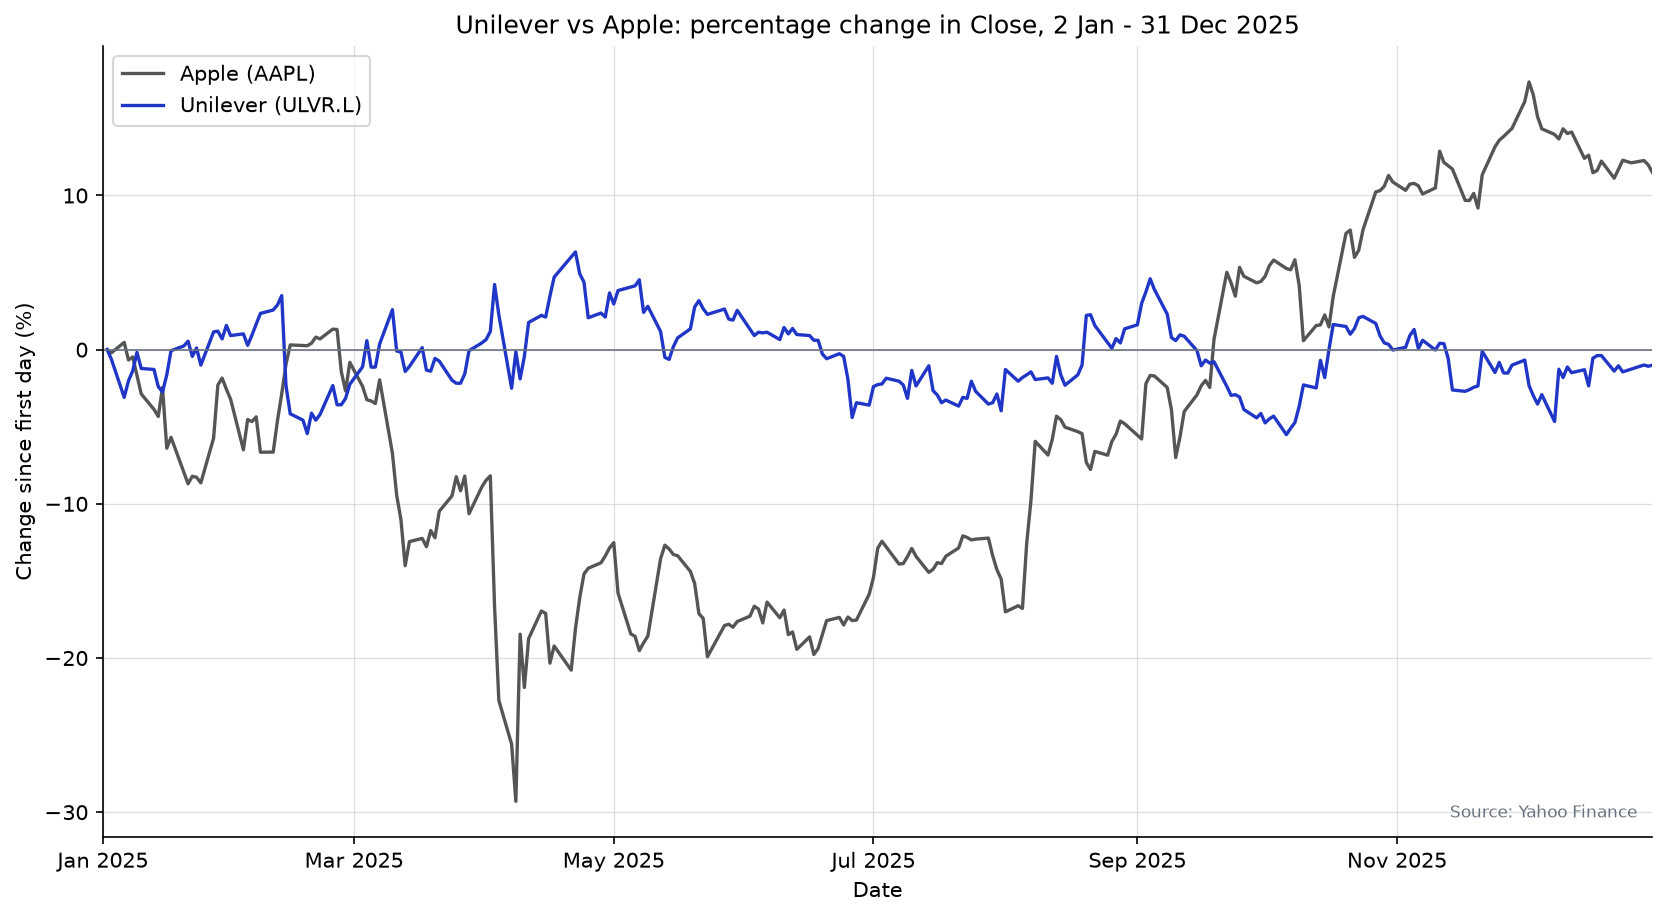 Unilever vs Apple: percentage change in Close, 2 Jan - 31 Dec 2025
Apple (AAPL)
Unilever (ULVR.L)
Change since first day (%)
10
0
−10
−20
−30
Source: Yahoo Finance
Jan 2025 Mar 2025 May 2025 Jul 2025 Sep 2025 Nov 2025
Date